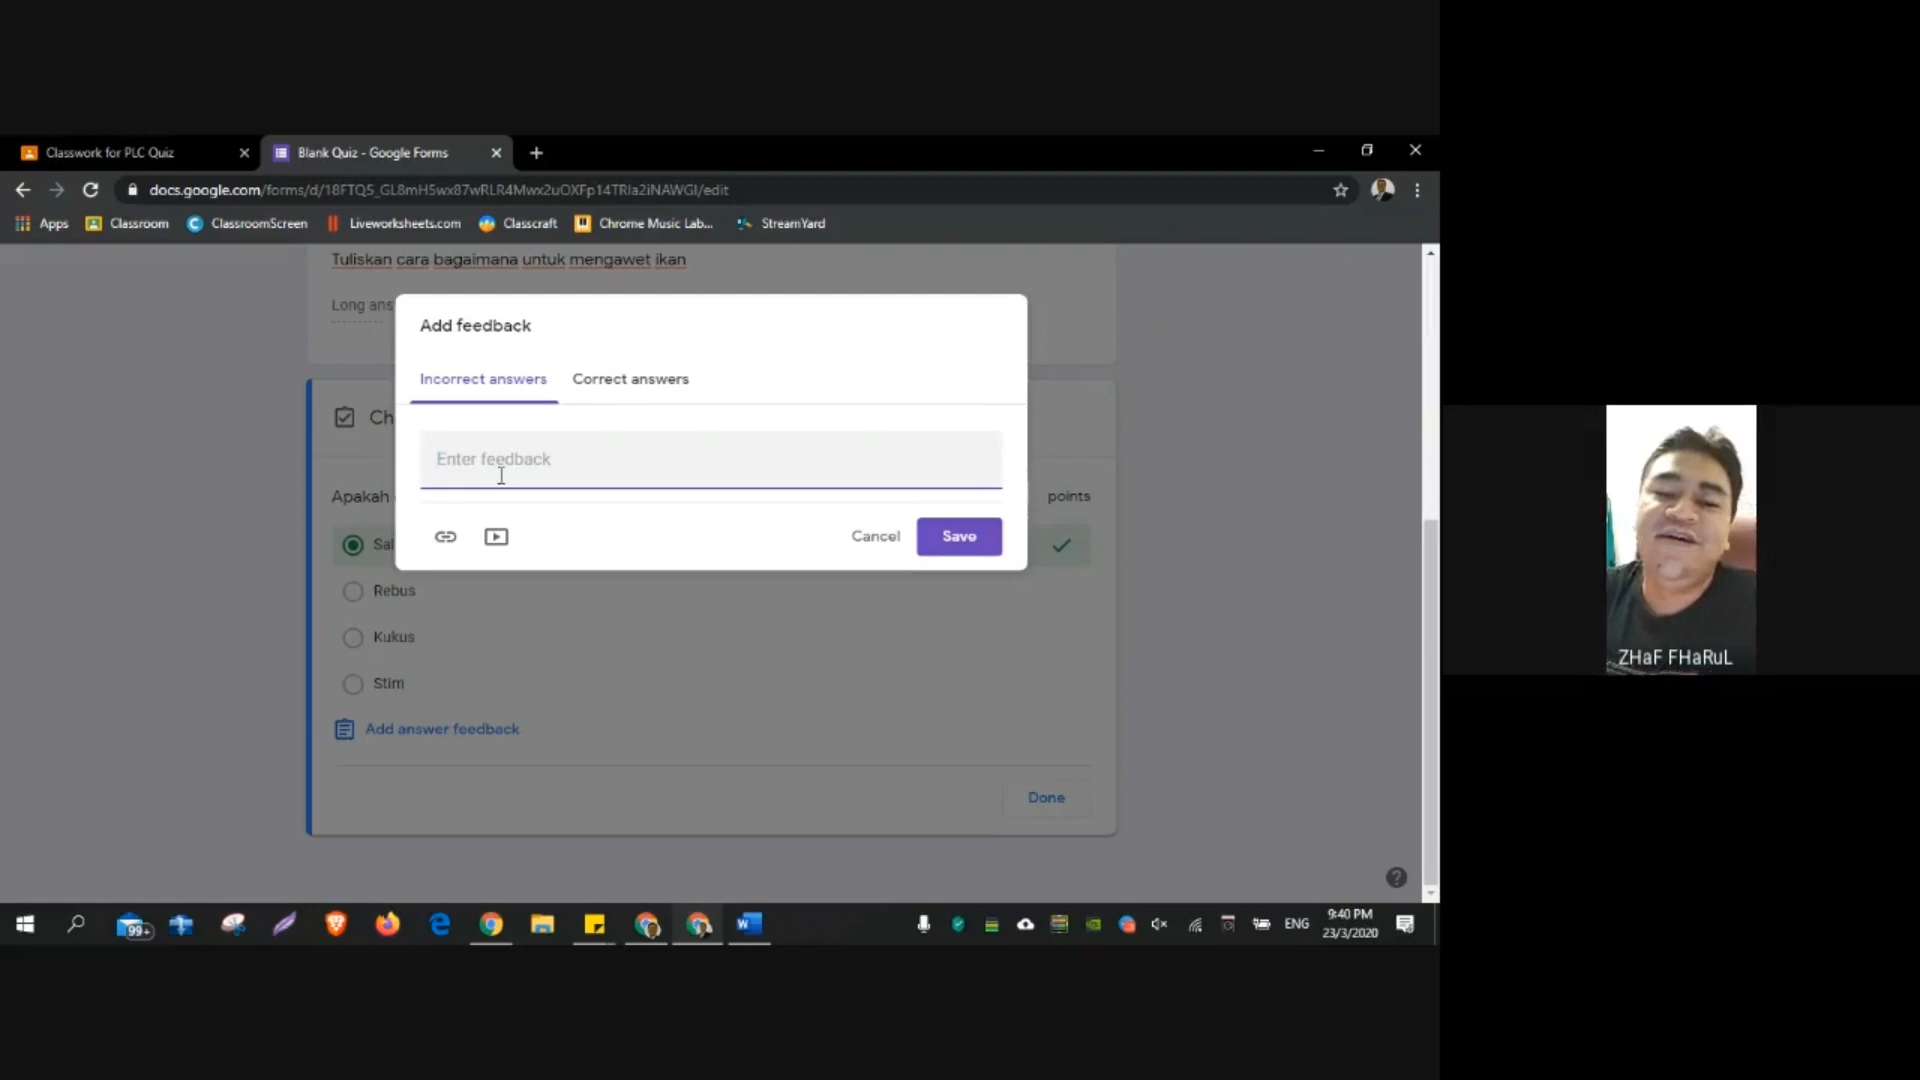 Classwork for PLC Quiz
Blank Quiz - Google Forms
docs.google.com/forms/d/18FTQ5_GL8mH5wx87wRLR4Mwx2uOXFp14TRla2iNAWGI/edit
Apps Classroom ClassroomScreen Liveworksheets.com Classcraft Chrome Music Lab... StreamYard
Tuliskan cara bagaimana untuk mengawet ikan
Long ans
Add feedback
Incorrect answers Correct answers
Ch
Enter feedback
Apakah
points
Sal
Cancel Save
Rebus
Kukus
Stim
Add answer feedback
Done
ZHaF FHaRuL
99+
ENG
9:40 PM
23/3/2020